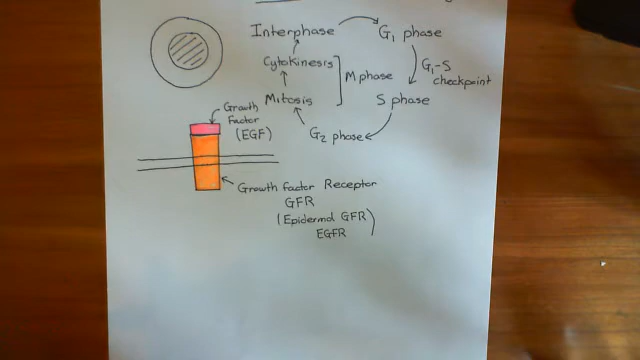 Interphase
G1 phase
Cytokinesis
M phase
G1-S
checkpoint
Mitosis
S phase
G2 phase
Growth
Factor
(EGF)
Growth factor Receptor
GFR
(Epidermal GFR)
EGFR